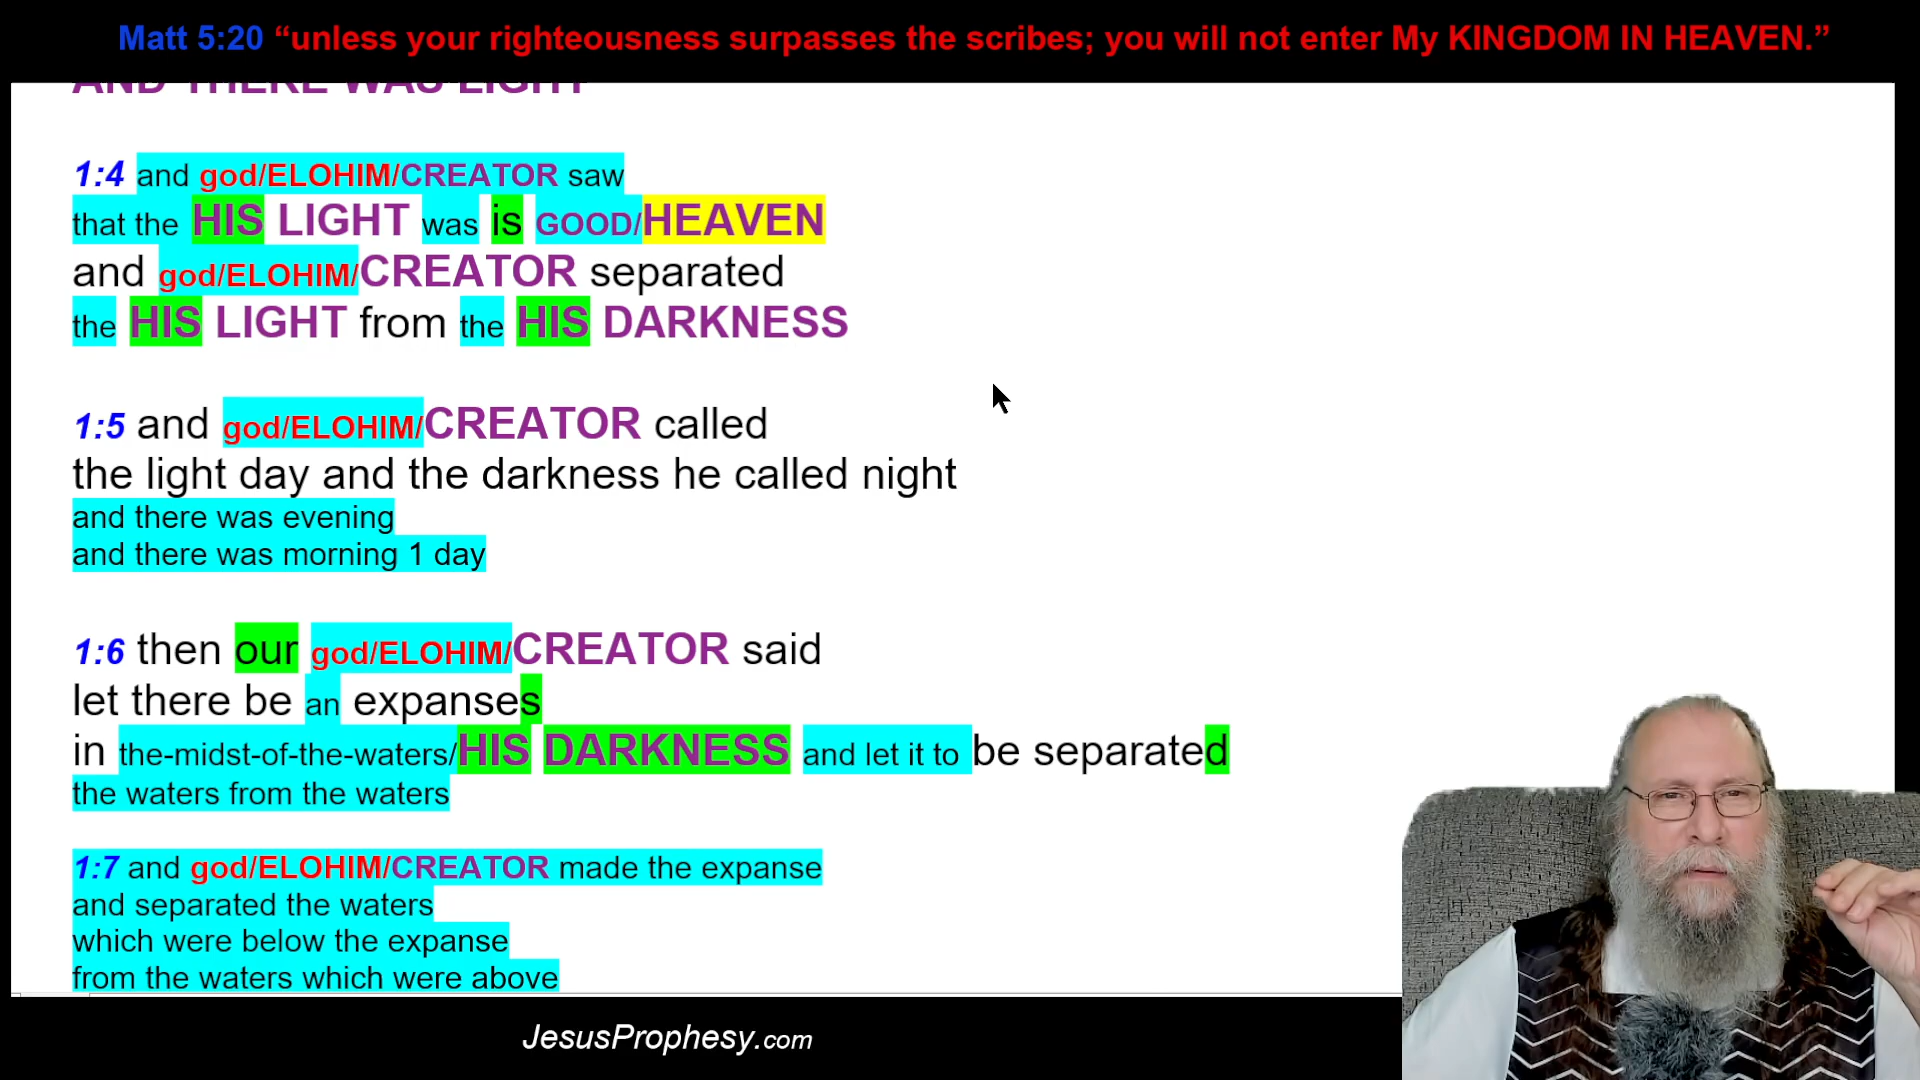 Matt 5:20 “unless your righteousness surpasses the scribes; you will not enter My KINGDOM IN HEAVEN.”
AND THERE WAS LIGHT
1:4 and god/ELOHIM/CREATOR saw
that the HIS LIGHT was is GOOD/HEAVEN
and god/ELOHIM/CREATOR separated
the HIS LIGHT from the HIS DARKNESS
1:5 and god/ELOHIM/CREATOR called
the light day and the darkness he called night
and there was evening
and there was morning 1 day
1:6 then our god/ELOHIM/CREATOR said
let there be an expanses
in the-midst-of-the-waters/HIS DARKNESS and let it to be separated
the waters from the waters
1:7 and god/ELOHIM/CREATOR made the expanse
and separated the waters
which were below the expanse
from the waters which were above
JesusProphesy.com